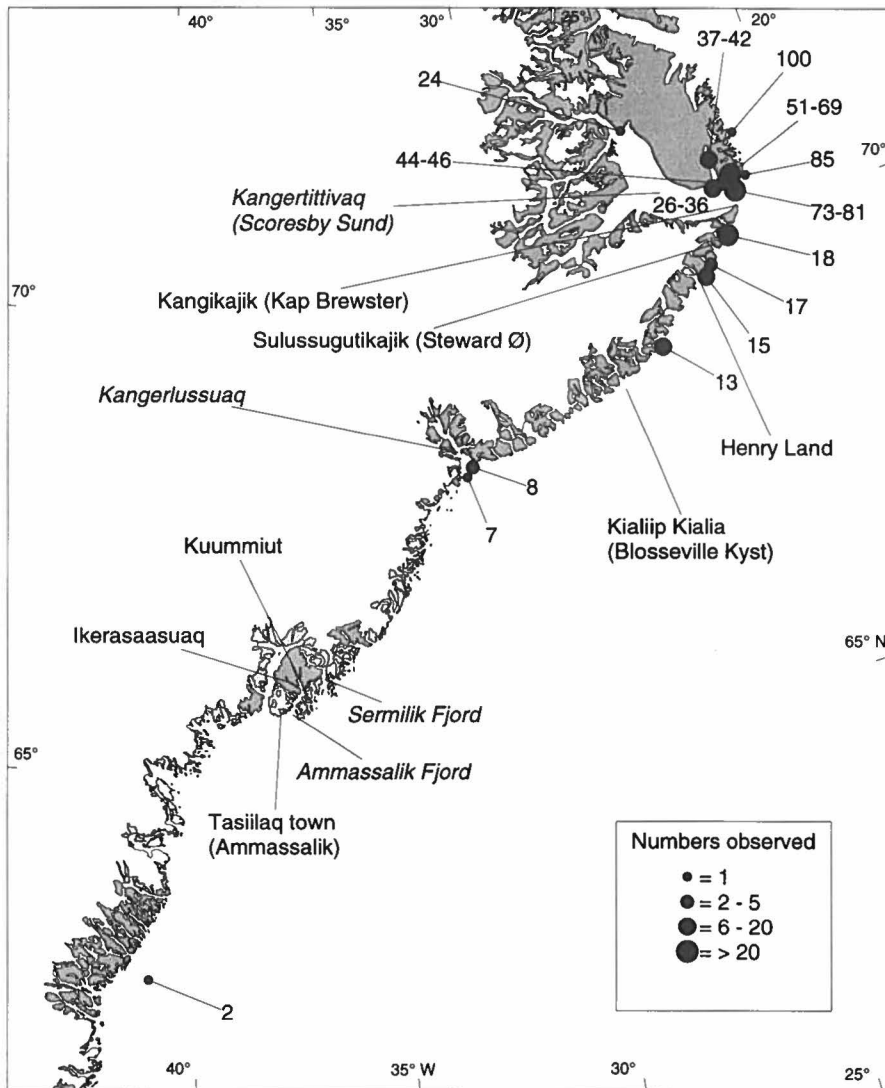 40°
35°
30°
25°
20°
37-42
100
24
51-69
44-46
85
70°
Kangertittivaq
(Scoresby Sund)
26-36
73-81
18
Kangikajik (Kap Brewster)
17
70°
Sulussugutikajik (Steward Ø)
15
13
Kangerlussuaq
Henry Land
8
7
Kialiip Kialia
(Blosseville Kyst)
Kuummiut
Ikerasaasuaq
65° N
Sermilik Fjord
65°
Ammassalik Fjord
Tasiilaq town
(Ammassalik)
Numbers observed
= 1
= 2 - 5
= 6 - 20
= > 20
2
40°
35° W
30°
25°